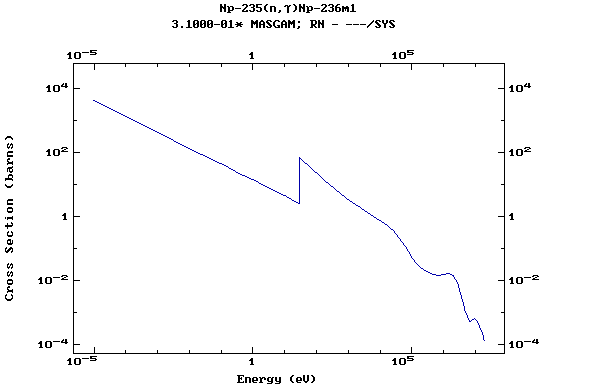 Np-235(n,γ)Np-236m1
3.1000-01* MASGAM; RN - ---/SYS
10⁻⁵ 1 10⁵
10⁴ 10⁴
10² 10²
1 1
10⁻² 10⁻²
10⁻⁴ 10⁻⁴
10⁻⁵ 1 10⁵
Cross Section (barns)
Energy (eV)